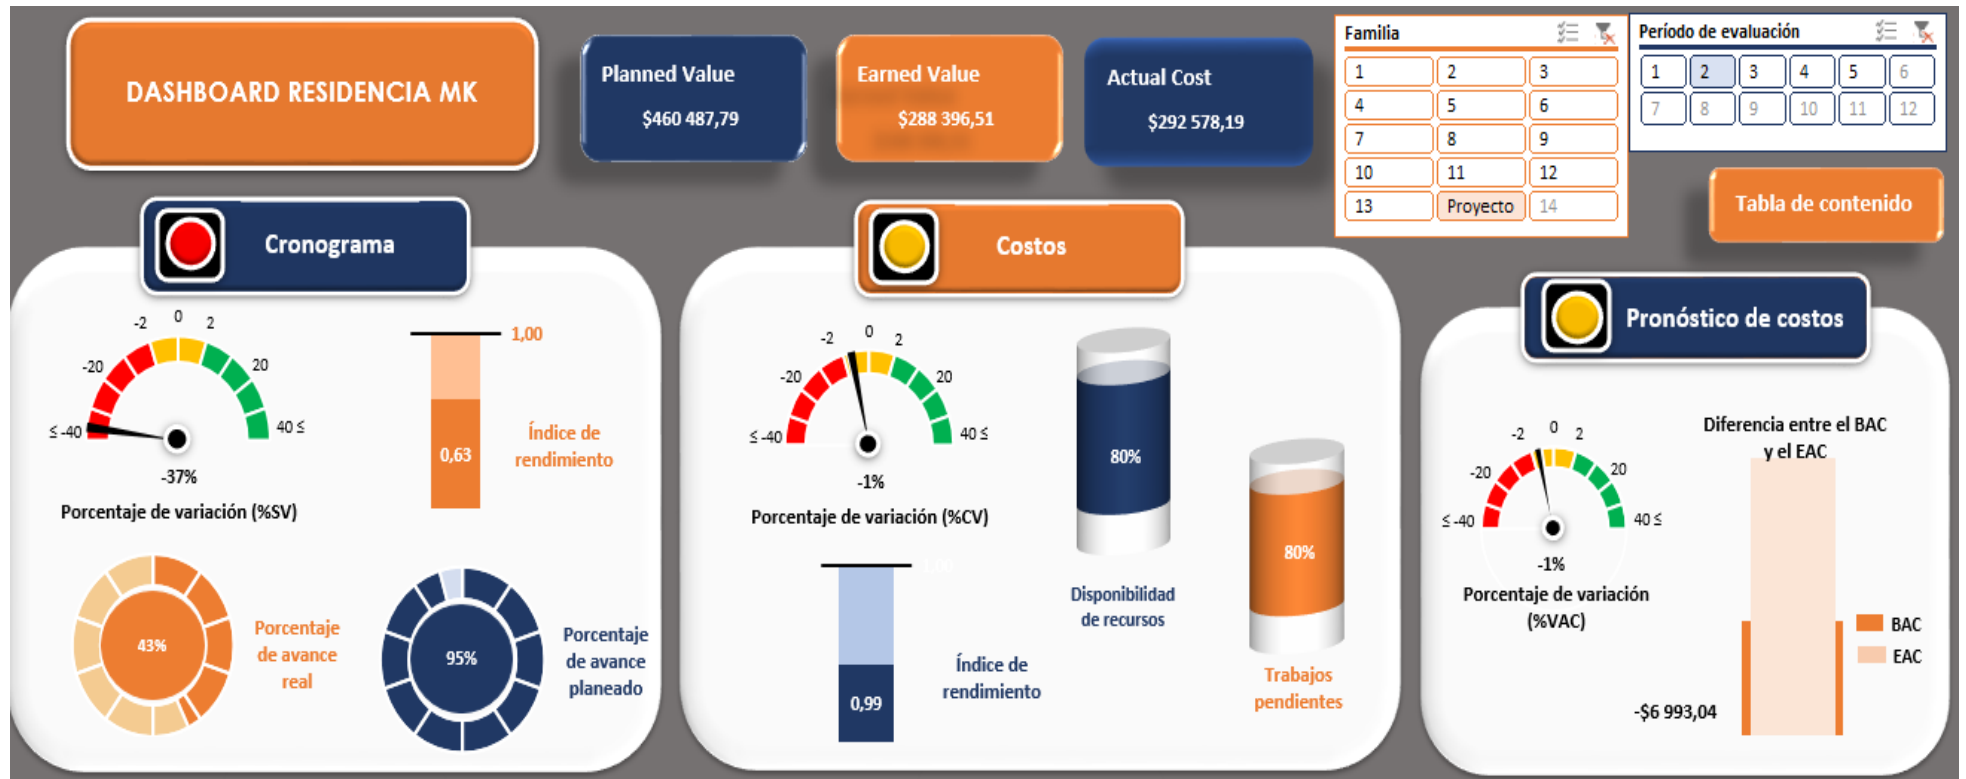 DASHBOARD RESIDENCIA MK
Planned Value
$460 487,79
Earned Value
$288 396,51
Actual Cost
$292 578,19
Familia
1 2 3
4 5 6
7 8 9
10 11 12
13 Proyecto 14
Período de evaluación
1 2 3 4 5 6
7 8 9 10 11 12
Tabla de contenido
Cronograma
-2 0 2
-20 20
≤ -40 40 ≤
-37%
Porcentaje de variación (%SV)
1,00
0,63
Índice de
rendimiento
43%
Porcentaje
de avance
real
95%
Porcentaje
de avance
planeado
Costos
-2 0 2
-20 20
≤ -40 40 ≤
-1%
Porcentaje de variación (%CV)
1,00
0,99
Índice de
rendimiento
80%
Disponibilidad
de recursos
80%
Trabajos
pendientes
Pronóstico de costos
-2 0 2
-20 20
≤ -40 40 ≤
-1%
Porcentaje de variación
(%VAC)
Diferencia entre el BAC
y el EAC
BAC
EAC
-$6 993,04